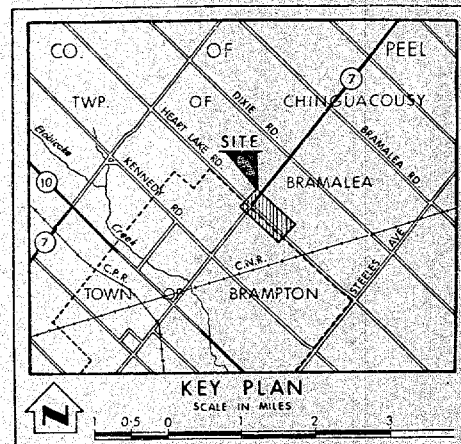 CO. OF PEEL
7
TWP. OF CHINGUACOUSY
DIXIE RD
HEART LAKE RD
BRAMALEA RD
Etobicoke
SITE
10
KENNEDY RD
BRAMALEA
7
Creek
C.P.R.
C.N.R.
STEELES AVE.
TOWN OF BRAMPTON
KEY PLAN
SCALE IN MILES
N
1 0·5 0 1 2 3